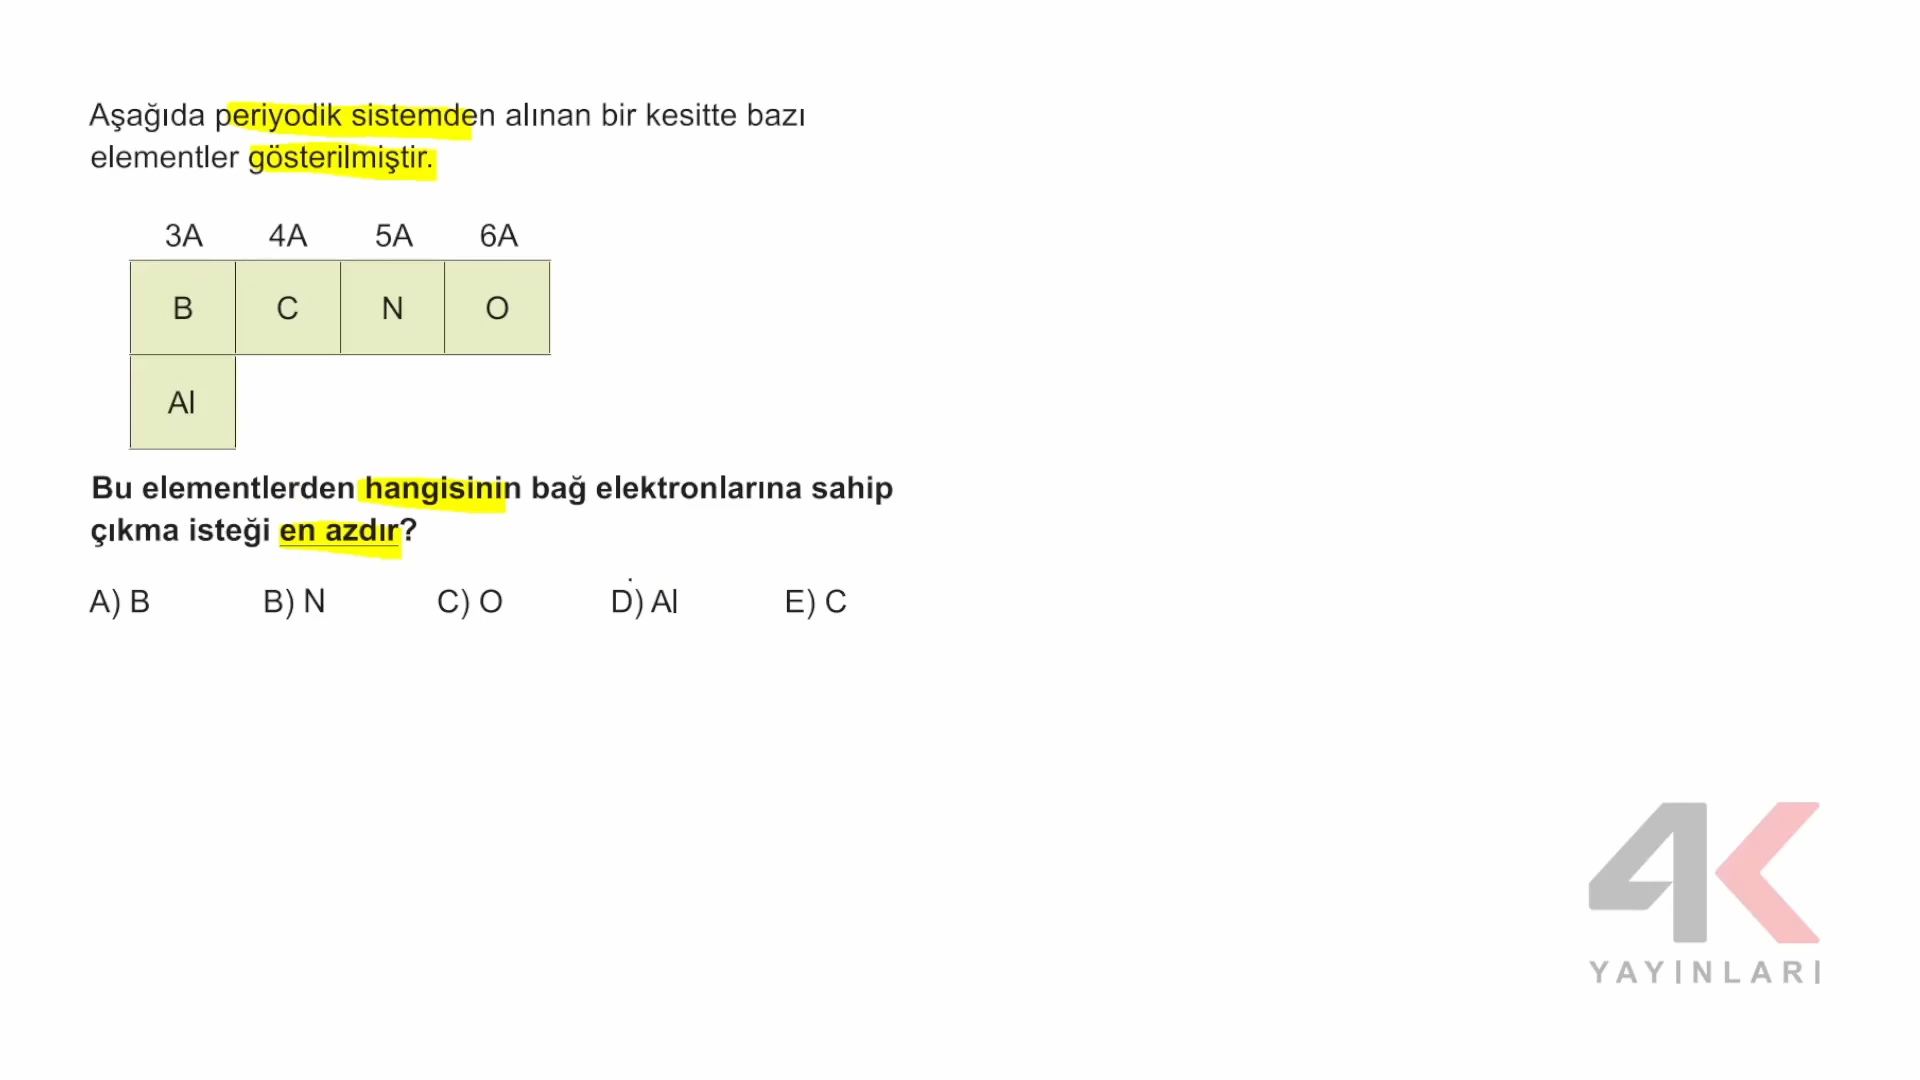 Aşağıda periyodik sistemden alınan bir kesitte bazı
elementler gösterilmiştir.
3A 4A 5A 6A
B C N O
Al
Bu elementlerden hangisinin bağ elektronlarına sahip
çıkma isteği en azdır?
A) B B) N C) O D) Al E) C
4K
YAYINLARI